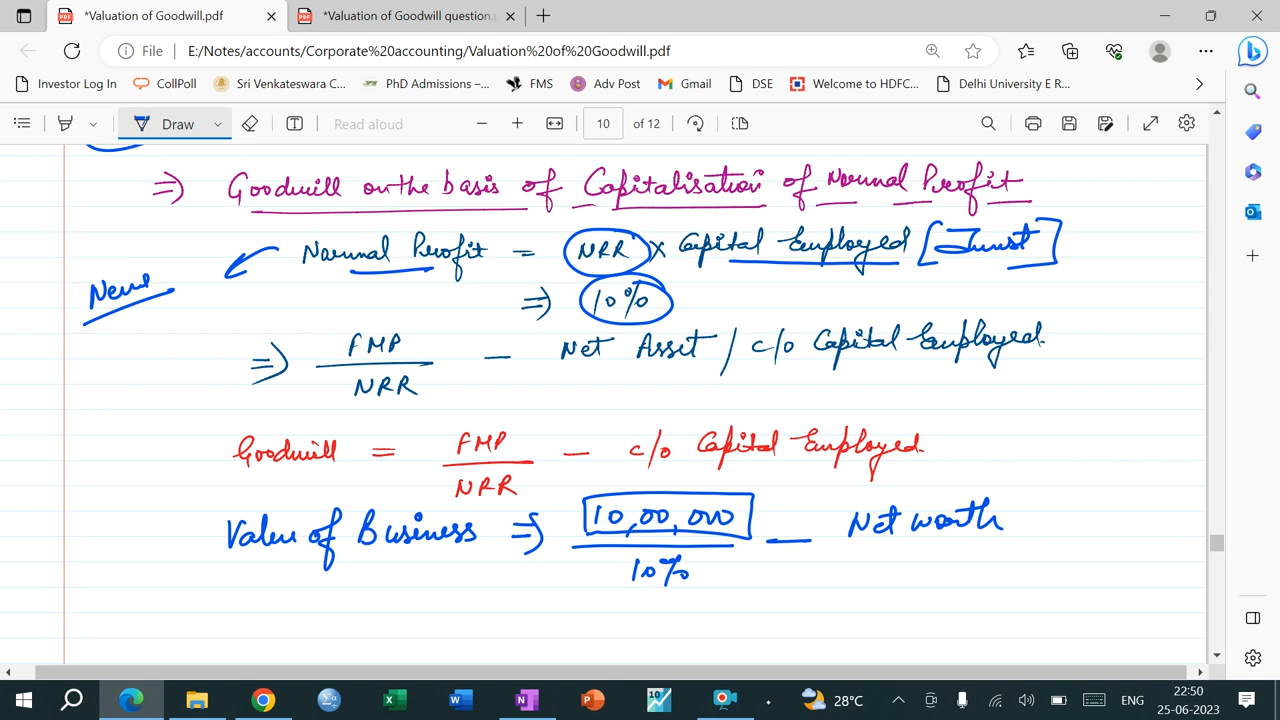 *Valuation of Goodwill.pdf
*Valuation of Goodwill question.
File
E:/Notes/accounts/Corporate%20accounting/Valuation%20of%20Goodwill.pdf
Investor Log In
CollPoll
Sri Venkateswara C...
PhD Admissions –...
FMS
Adv Post
Gmail
DSE
Welcome to HDFC...
Delhi University E R...
Draw
Read aloud
10 of 12
⇒ Goodwill on the basis of Capitalisation of Normal Profit
Normal Profit = NRR × Capital Employed
⇒ 10%
⇒ FMP / NRR – Net Asset / c/o Capital Employed.
Goodwill = FMP / NRR – c/o Capital Employed.
Value of Business ⇒ 10,00,000 / 10% — Net worth
28°C
ENG
22:50
25-06-2023